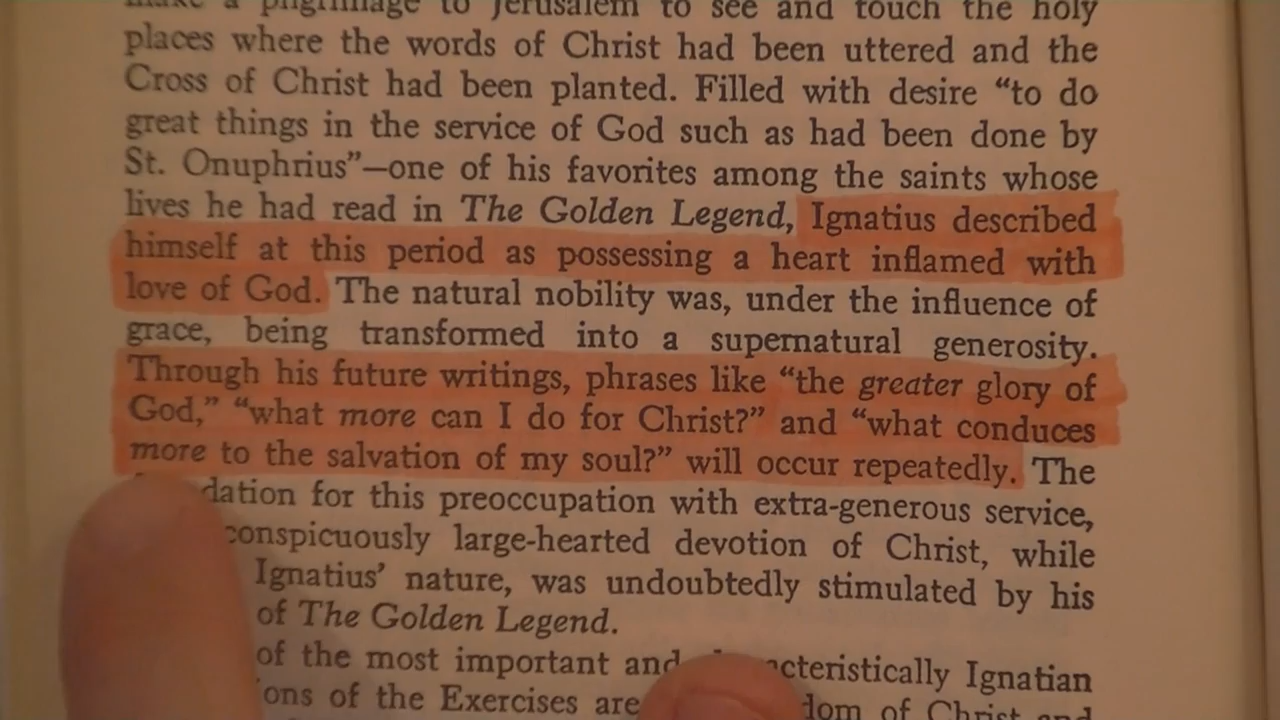 make a pilgrimage to Jerusalem to see and touch the holy
places where the words of Christ had been uttered and the
Cross of Christ had been planted. Filled with desire “to do
great things in the service of God such as had been done by
St. Onuphrius”—one of his favorites among the saints whose
lives he had read in The Golden Legend, Ignatius described
himself at this period as possessing a heart inflamed with
love of God. The natural nobility was, under the influence of
grace, being transformed into a supernatural generosity.
Through his future writings, phrases like “the greater glory of
God,” “what more can I do for Christ?” and “what conduces
more to the salvation of my soul?” will occur repeatedly. The
dation for this preoccupation with extra-generous service,
conspicuously large-hearted devotion of Christ, while
Ignatius’ nature, was undoubtedly stimulated by his
of The Golden Legend.
of the most important and acteristically Ignatian
ons of the Exercises are dom of Christ and